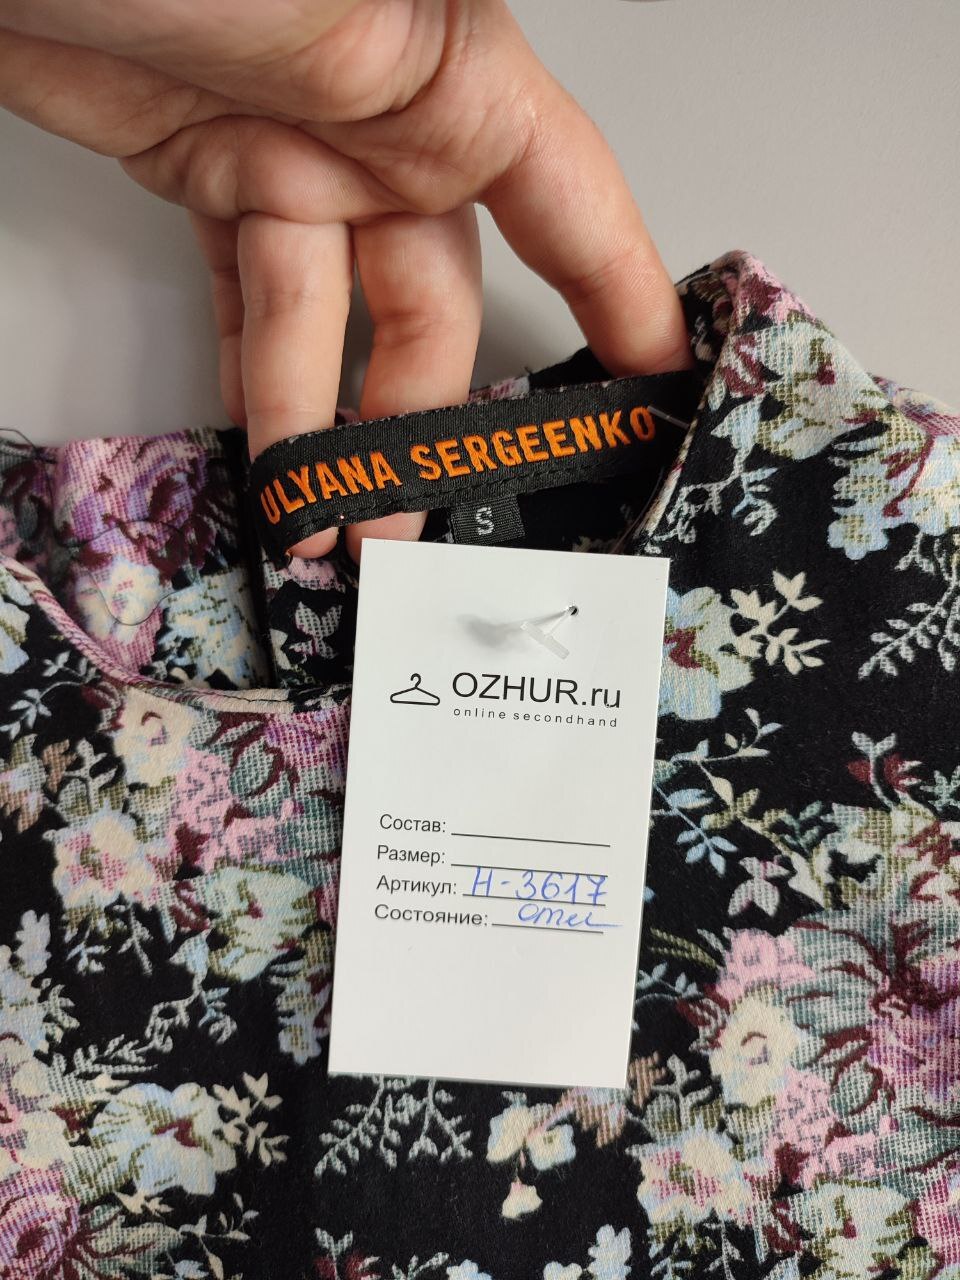 ULYANA SERGEENKO
S
OZHUR.ru
online secondhand
Состав:
Размер:
Артикул: Н-3617
Состояние: отл